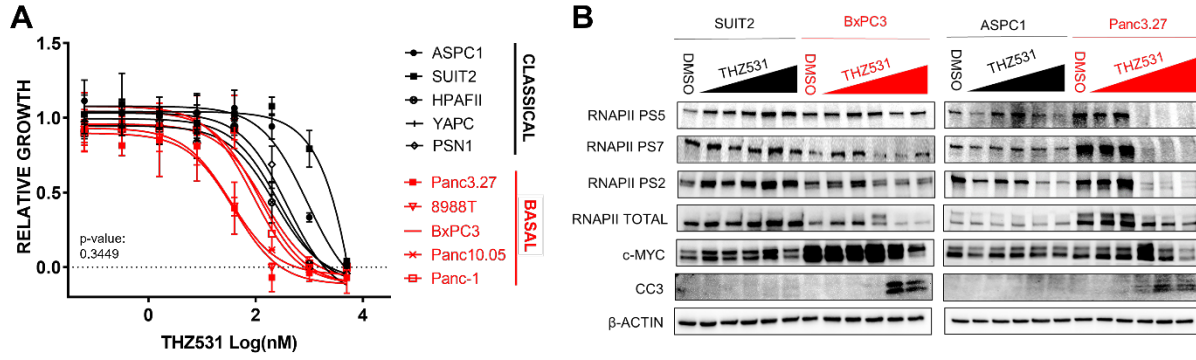 A
RELATIVE GROWTH
1.5
1.0
0.5
0.0
p-value:
0.3449
0
2
4
THZ531 Log(nM)
ASPC1
SUIT2
HPAFII
YAPC
PSN1
CLASSICAL
Panc3.27
8988T
BxPC3
Panc10.05
Panc-1
BASAL
B
SUIT2
BxPC3
ASPC1
Panc3.27
DMSO
THZ531
DMSO
THZ531
DMSO
THZ531
DMSO
THZ531
RNAPII PS5
RNAPII PS7
RNAPII PS2
RNAPII TOTAL
c-MYC
CC3
β-ACTIN